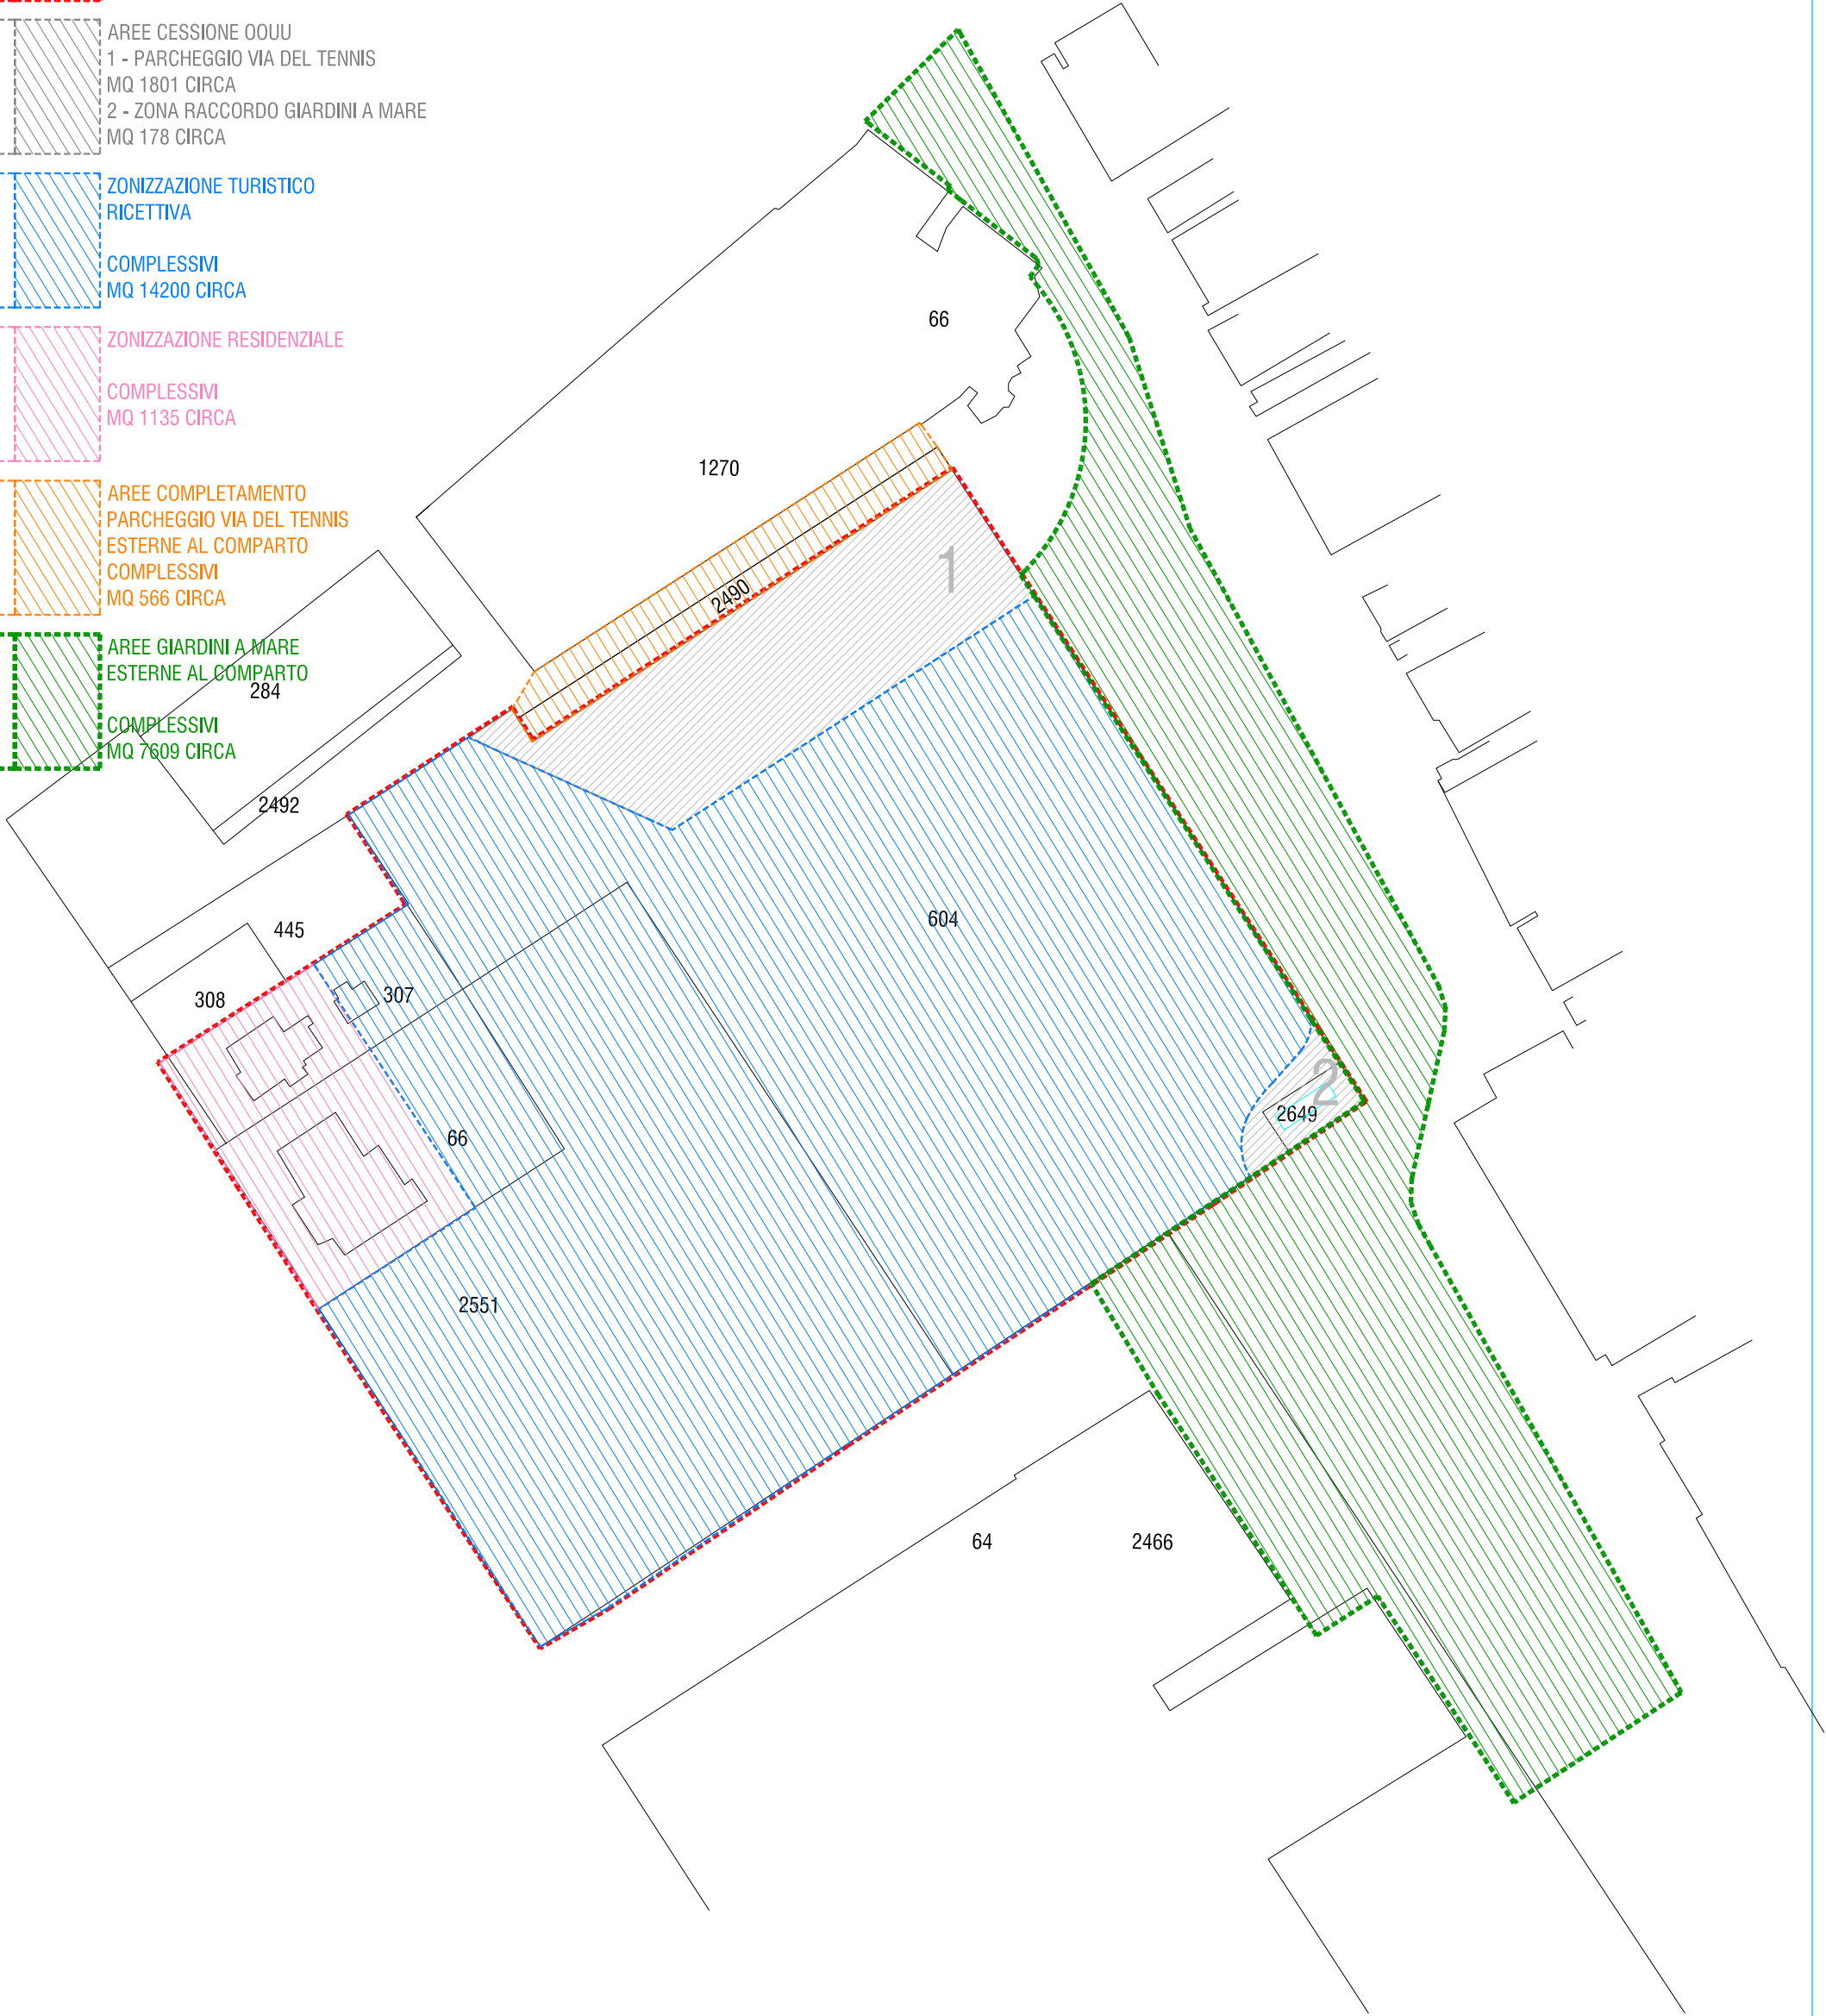 AREE CESSIONE OOUU
1 - PARCHEGGIO VIA DEL TENNIS
MQ 1801 CIRCA
2 - ZONA RACCORDO GIARDINI A MARE
MQ 178 CIRCA
ZONIZZAZIONE TURISTICO
RICETTIVA
COMPLESSIVI
MQ 14200 CIRCA
ZONIZZAZIONE RESIDENZIALE
COMPLESSIVI
MQ 1135 CIRCA
AREE COMPLETAMENTO
PARCHEGGIO VIA DEL TENNIS
ESTERNE AL COMPARTO
COMPLESSIVI
MQ 566 CIRCA
AREE GIARDINI A MARE
ESTERNE AL COMPARTO
COMPLESSIVI
MQ 7609 CIRCA
66
1270
1
2490
284
2492
604
445
307
308
2
2649
66
2551
64
2466